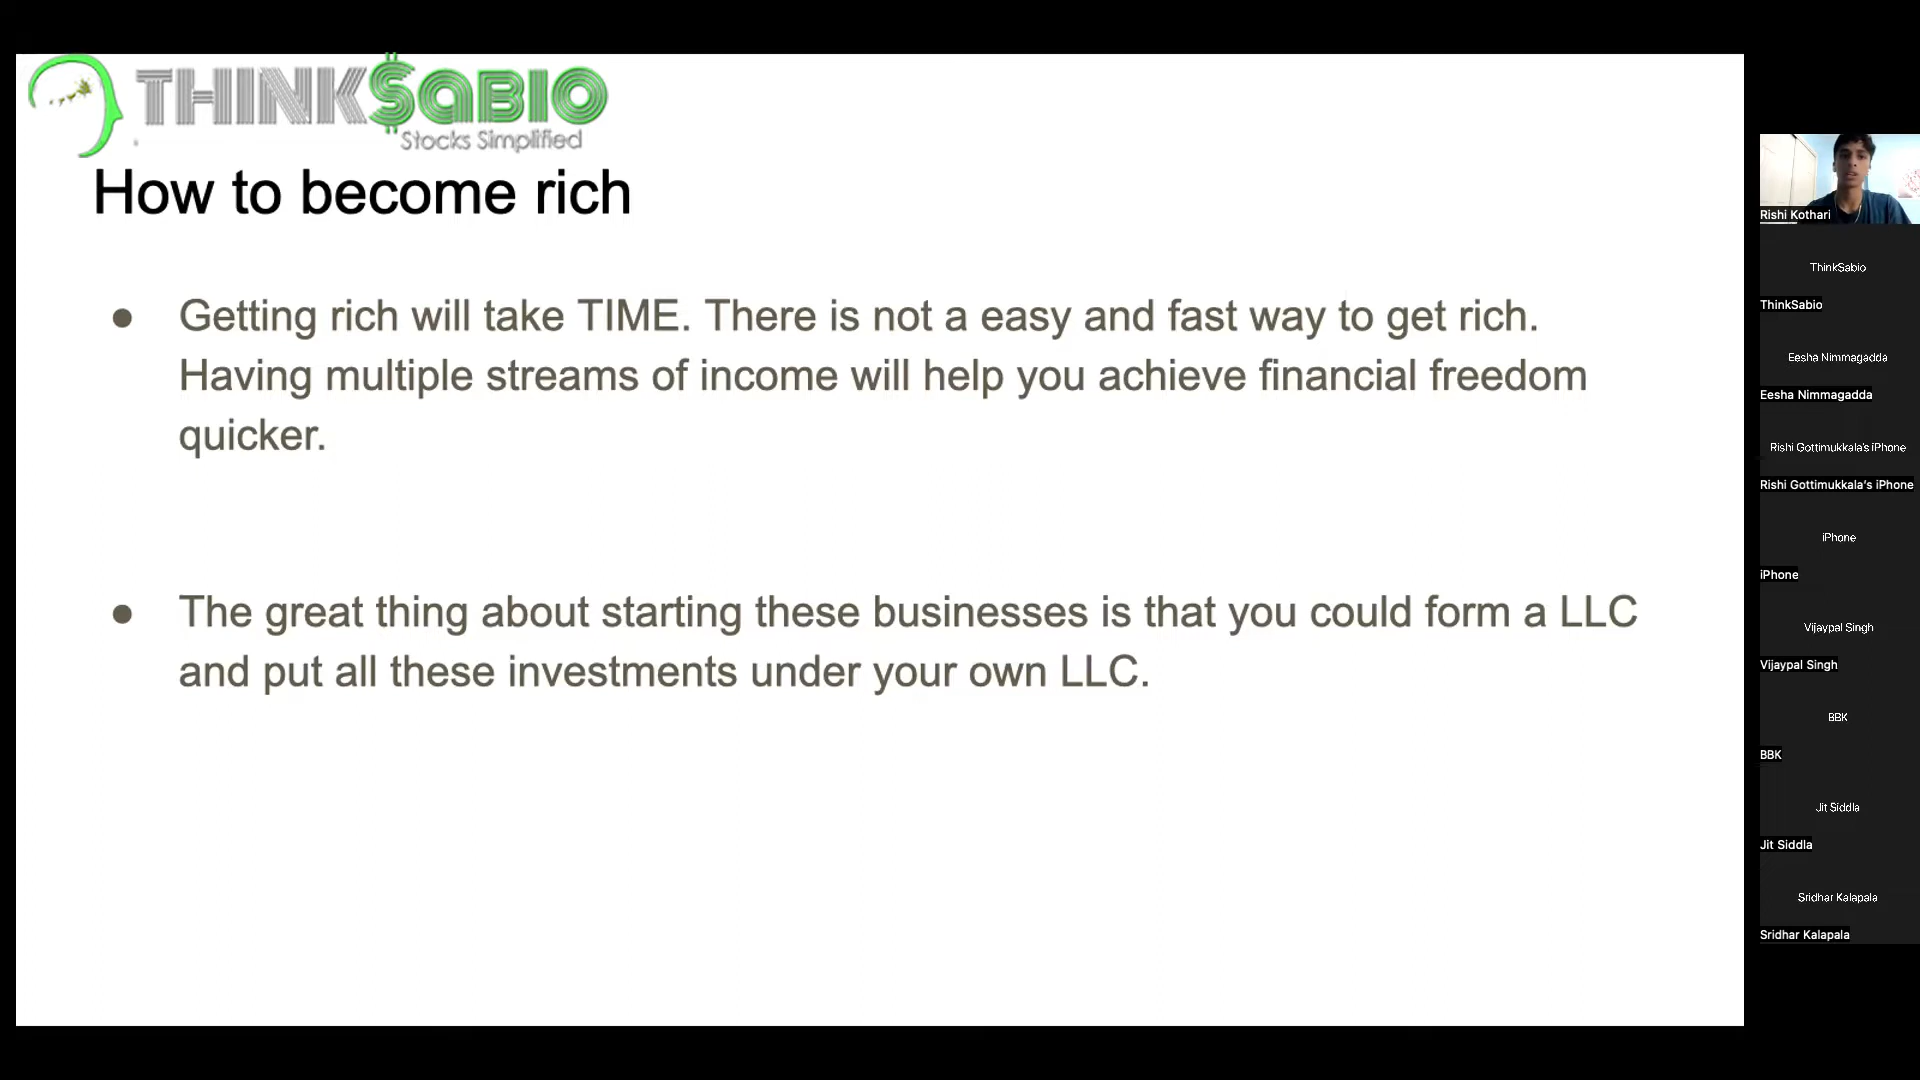 THINK$aBIO
Stocks Simplified
How to become rich
● Getting rich will take TIME. There is not a easy and fast way to get rich.
Having multiple streams of income will help you achieve financial freedom
quicker.
● The great thing about starting these businesses is that you could form a LLC
and put all these investments under your own LLC.
Rishi Kothari
ThinkSabio
ThinkSabio
Eesha Nimmagadda
Eesha Nimmagadda
Rishi Gottimukkala's iPhone
Rishi Gottimukkala's iPhone
iPhone
iPhone
Vijaypal Singh
Vijaypal Singh
BBK
BBK
Jit Siddla
Jit Siddla
Sridhar Kalapala
Sridhar Kalapala